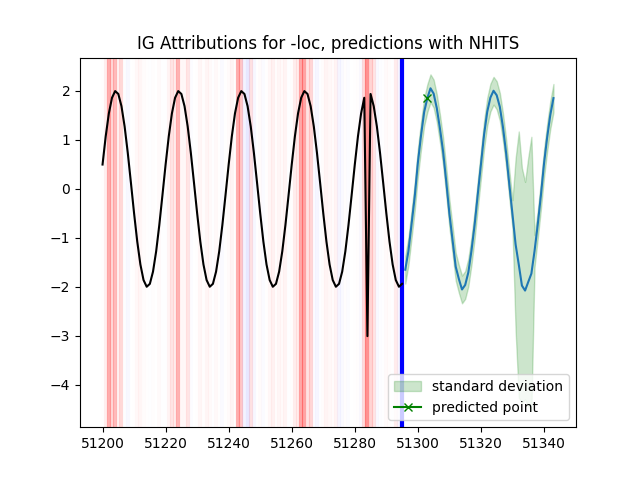 IG Attributions for -loc, predictions with NHITS
2
1
0
−1
−2
−3
−4
standard deviation
predicted point
51200 51220 51240 51260 51280 51300 51320 51340